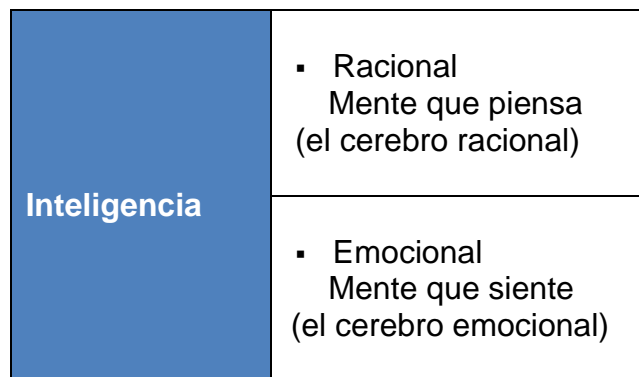 Inteligencia
▪ Racional
Mente que piensa
(el cerebro racional)
▪ Emocional
Mente que siente
(el cerebro emocional)